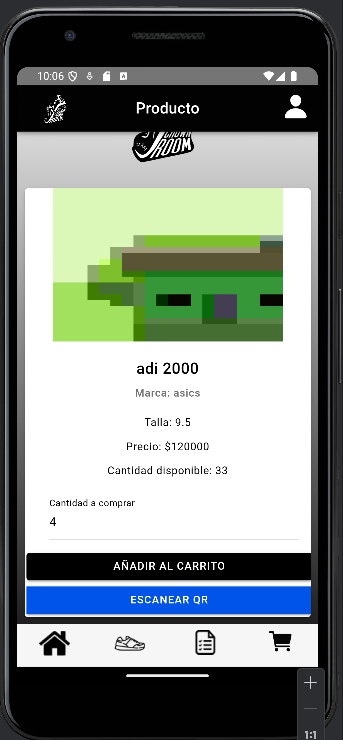 10:06
Producto
ROOM
adi 2000
Marca: asics
Talla: 9.5
Precio: $120000
Cantidad disponible: 33
Cantidad a comprar
4
AÑADIR AL CARRITO
ESCANEAR QR
1:1